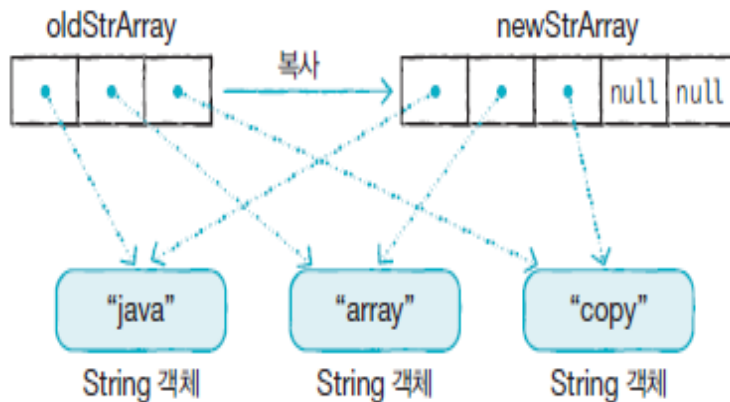 oldStrArray newStrArray
복사
null null
“java” “array” “copy”
String 객체 String 객체 String 객체